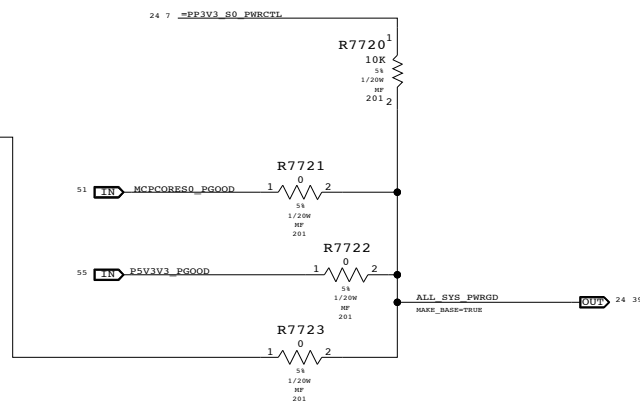 24 7 =PP3V3_S0_PWRCTL
R7720 1
10K
5%
1/20W
MF
201 2
R7721
51 IN MCPCORES0_PGOOD 1 0 2
5%
1/20W
MF
201
R7722
55 IN P5V3V3_PGOOD 1 0 2
5%
1/20W
MF
201
ALL_SYS_PWRGD OUT 24 39
MAKE_BASE=TRUE
R7723
1 0 2
5%
1/20W
MF
201